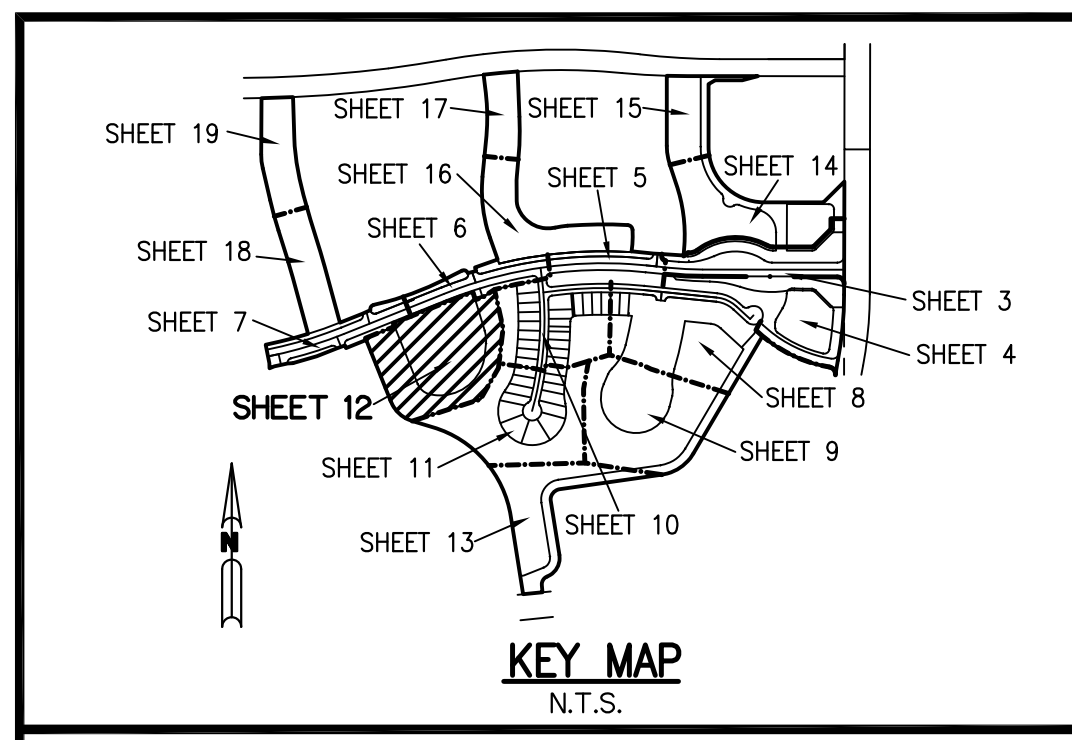 SHEET 17
SHEET 15
SHEET 19
SHEET 14
SHEET 16
SHEET 5
SHEET 6
SHEET 18
SHEET 3
SHEET 7
SHEET 4
SHEET 12
SHEET 8
SHEET 9
SHEET 11
SHEET 10
SHEET 13
N
KEY MAP
N.T.S.